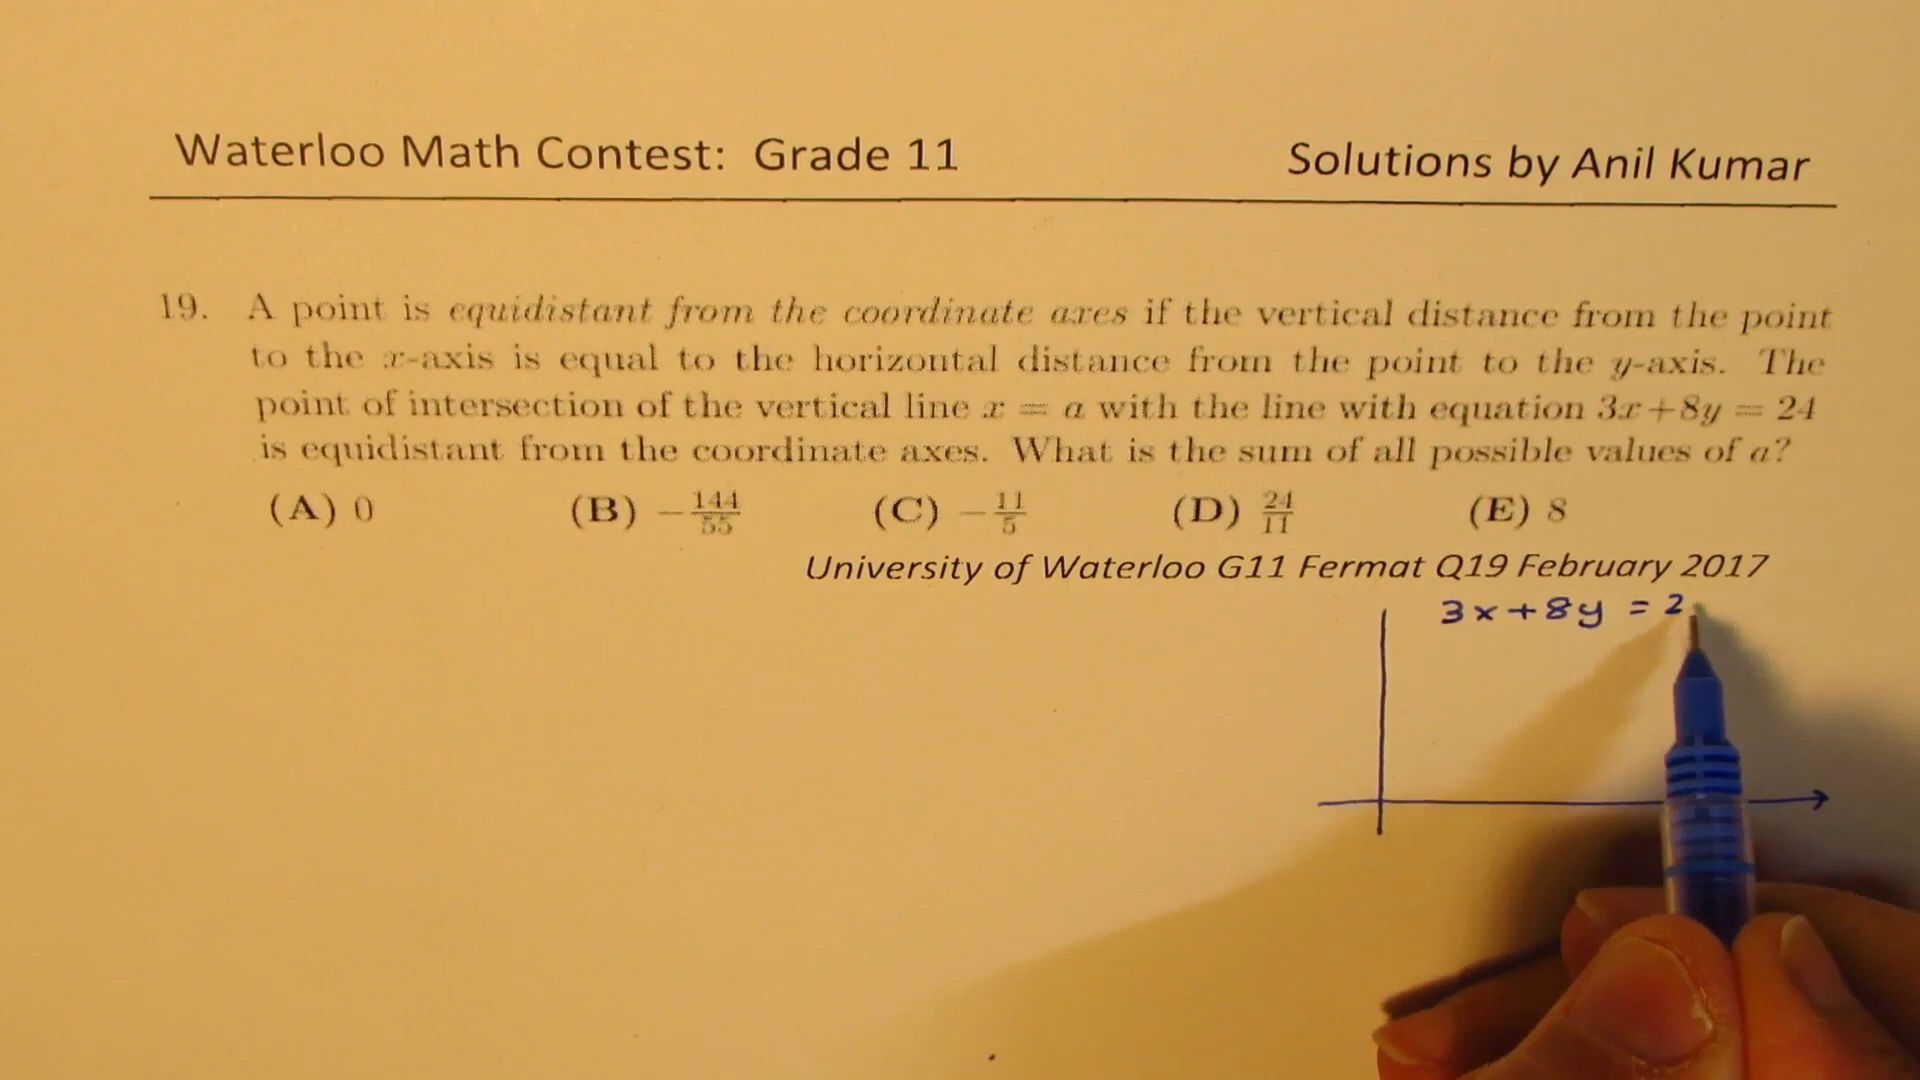 Waterloo Math Contest: Grade 11
Solutions by Anil Kumar
19. A point is equidistant from the coordinate axes if the vertical distance from the point
to the x-axis is equal to the horizontal distance from the point to the y-axis. The
point of intersection of the vertical line x = a with the line with equation 3x+8y = 24
is equidistant from the coordinate axes. What is the sum of all possible values of a?
(A) 0 (B) −144/55 (C) −11/5 (D) 24/11 (E) 8
University of Waterloo G11 Fermat Q19 February 2017
3x+8y = 2